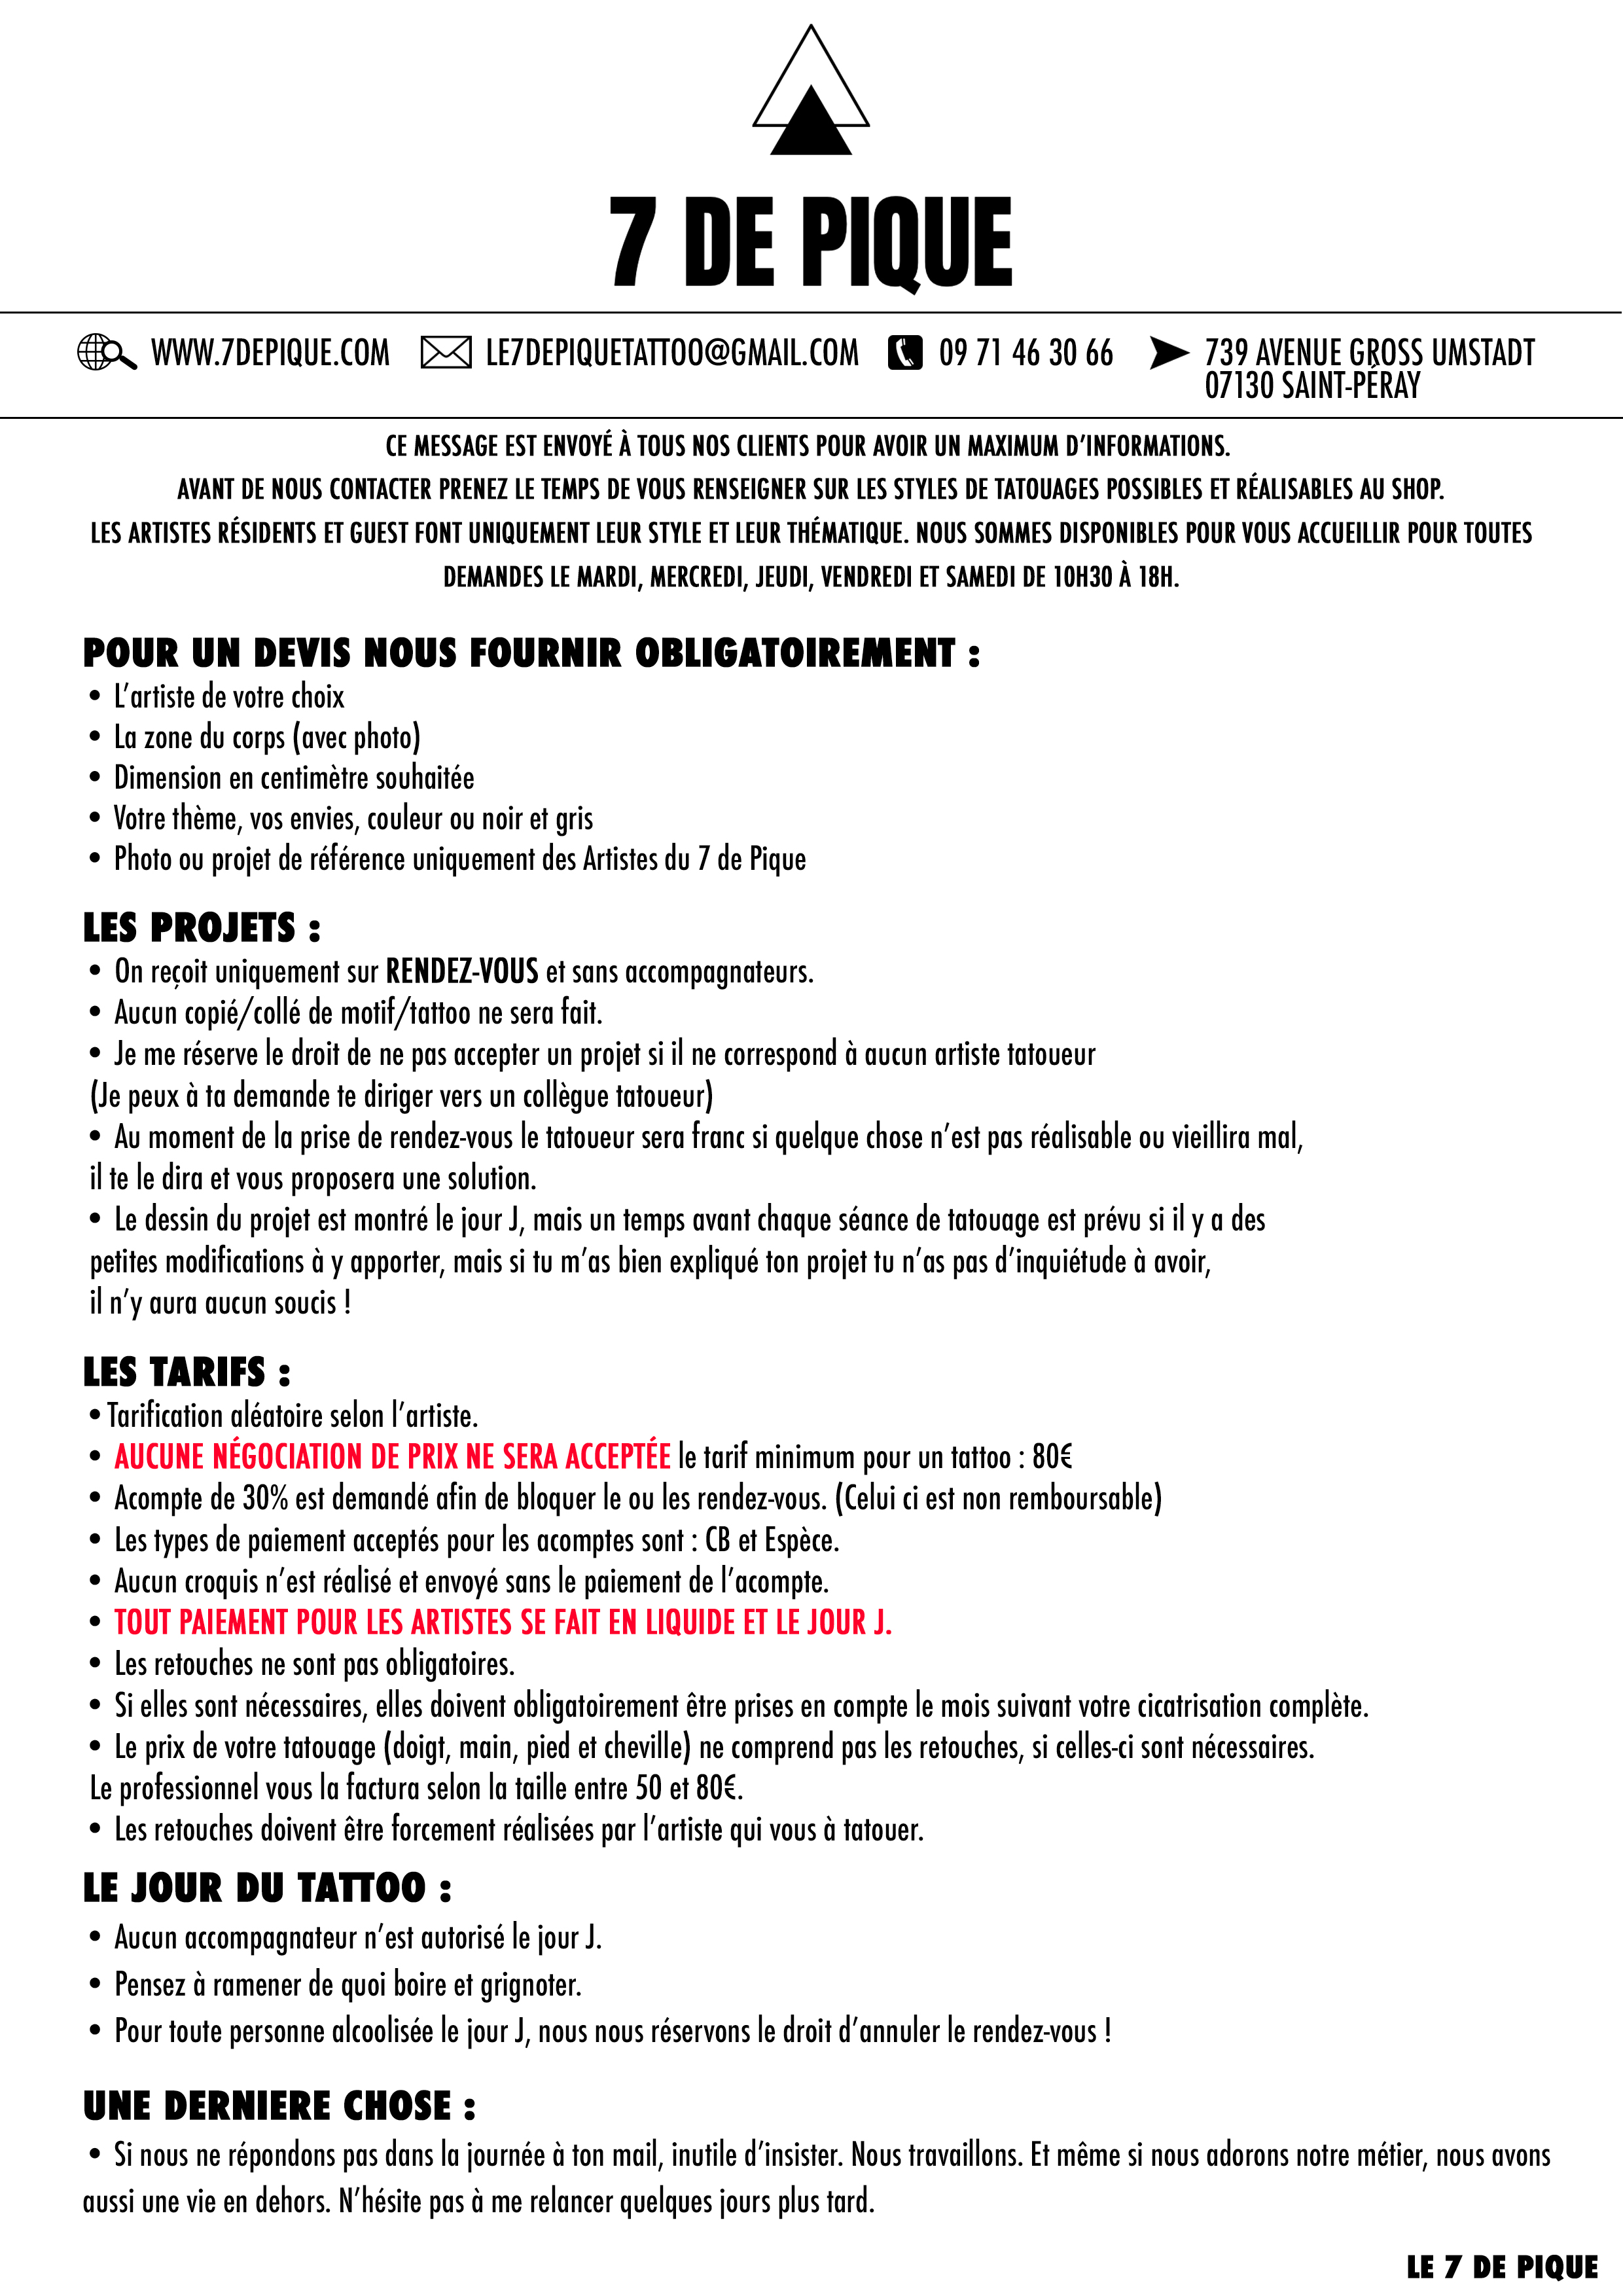 7 DE PIQUE
WWW.7DEPIQUE.COM LE7DEPIQUETATTOO@GMAIL.COM 09 71 46 30 66 739 AVENUE GROSS UMSTADT
07130 SAINT-PÉRAY
CE MESSAGE EST ENVOYÉ À TOUS NOS CLIENTS POUR AVOIR UN MAXIMUM D’INFORMATIONS.
AVANT DE NOUS CONTACTER PRENEZ LE TEMPS DE VOUS RENSEIGNER SUR LES STYLES DE TATOUAGES POSSIBLES ET RÉALISABLES AU SHOP.
LES ARTISTES RÉSIDENTS ET GUEST FONT UNIQUEMENT LEUR STYLE ET LEUR THÉMATIQUE. NOUS SOMMES DISPONIBLES POUR VOUS ACCUEILLIR POUR TOUTES
DEMANDES LE MARDI, MERCREDI, JEUDI, VENDREDI ET SAMEDI DE 10H30 À 18H.
POUR UN DEVIS NOUS FOURNIR OBLIGATOIREMENT :
• L’artiste de votre choix
• La zone du corps (avec photo)
• Dimension en centimètre souhaitée
• Votre thème, vos envies, couleur ou noir et gris
• Photo ou projet de référence uniquement des Artistes du 7 de Pique
LES PROJETS :
• On reçoit uniquement sur RENDEZ-VOUS et sans accompagnateurs.
• Aucun copié/collé de motif/tattoo ne sera fait.
• Je me réserve le droit de ne pas accepter un projet si il ne correspond à aucun artiste tatoueur
(Je peux à ta demande te diriger vers un collègue tatoueur)
• Au moment de la prise de rendez-vous le tatoueur sera franc si quelque chose n’est pas réalisable ou vieillira mal,
il te le dira et vous proposera une solution.
• Le dessin du projet est montré le jour J, mais un temps avant chaque séance de tatouage est prévu si il y a des
petites modifications à y apporter, mais si tu m’as bien expliqué ton projet tu n’as pas d’inquiétude à avoir,
il n’y aura aucun soucis !
LES TARIFS :
• Tarification aléatoire selon l’artiste.
• AUCUNE NÉGOCIATION DE PRIX NE SERA ACCEPTÉE le tarif minimum pour un tattoo : 80€
• Acompte de 30% est demandé afin de bloquer le ou les rendez-vous. (Celui ci est non remboursable)
• Les types de paiement acceptés pour les acomptes sont : CB et Espèce.
• Aucun croquis n’est réalisé et envoyé sans le paiement de l’acompte.
• TOUT PAIEMENT POUR LES ARTISTES SE FAIT EN LIQUIDE ET LE JOUR J.
• Les retouches ne sont pas obligatoires.
• Si elles sont nécessaires, elles doivent obligatoirement être prises en compte le mois suivant votre cicatrisation complète.
• Le prix de votre tatouage (doigt, main, pied et cheville) ne comprend pas les retouches, si celles-ci sont nécessaires.
Le professionnel vous la factura selon la taille entre 50 et 80€.
• Les retouches doivent être forcement réalisées par l’artiste qui vous à tatouer.
LE JOUR DU TATTOO :
• Aucun accompagnateur n’est autorisé le jour J.
• Pensez à ramener de quoi boire et grignoter.
• Pour toute personne alcoolisée le jour J, nous nous réservons le droit d’annuler le rendez-vous !
UNE DERNIERE CHOSE :
• Si nous ne répondons pas dans la journée à ton mail, inutile d’insister. Nous travaillons. Et même si nous adorons notre métier, nous avons
aussi une vie en dehors. N’hésite pas à me relancer quelques jours plus tard.
LE 7 DE PIQUE